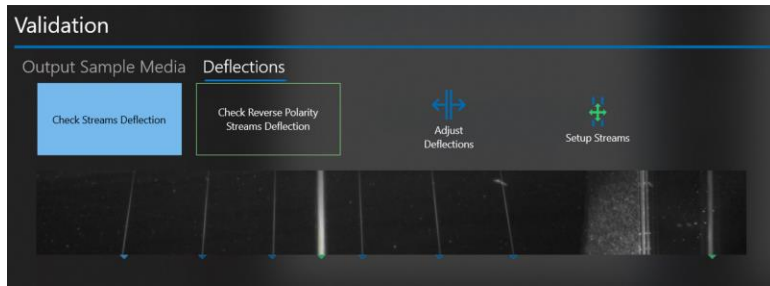 Validation
Output Sample Media
Deflections
Check Streams Deflection
Check Reverse Polarity
Streams Deflection
Adjust
Deflections
Setup Streams